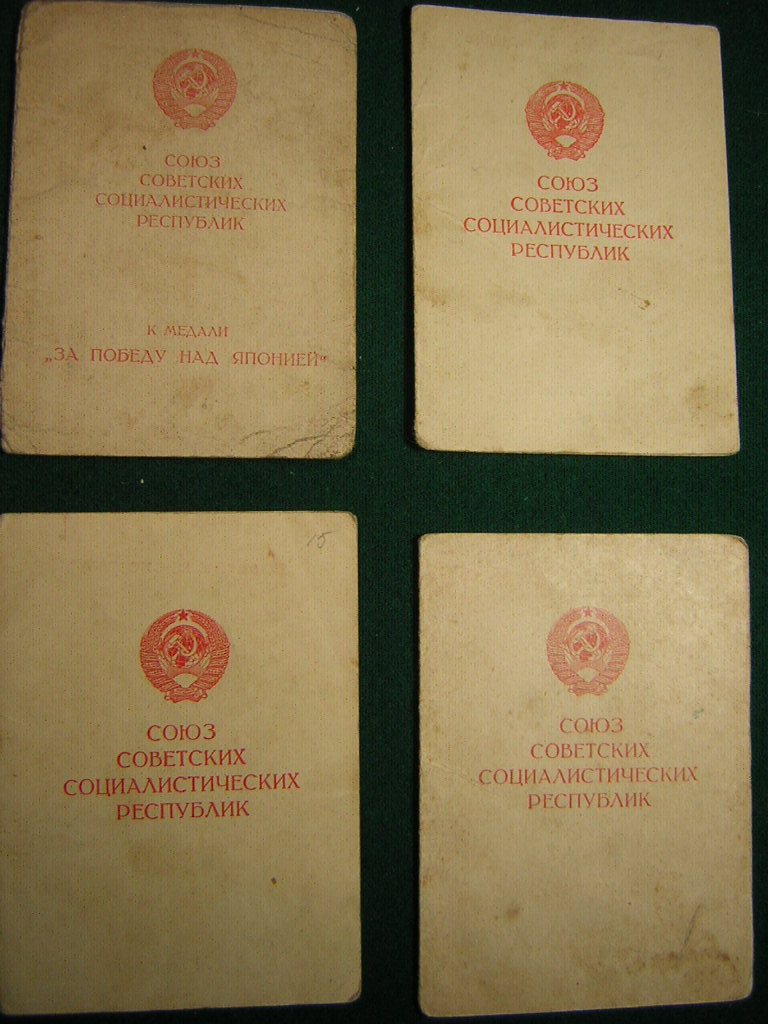 СОЮЗ
СОВЕТСКИХ
СОЦИАЛИСТИЧЕСКИХ
РЕСПУБЛИК
К МЕДАЛИ
„ЗА ПОБЕДУ НАД ЯПОНИЕЙ“
СОЮЗ
СОВЕТСКИХ
СОЦИАЛИСТИЧЕСКИХ
РЕСПУБЛИК
15
СОЮЗ
СОВЕТСКИХ
СОЦИАЛИСТИЧЕСКИХ
РЕСПУБЛИК
СОЮЗ
СОВЕТСКИХ
СОЦИАЛИСТИЧЕСКИХ
РЕСПУБЛИК